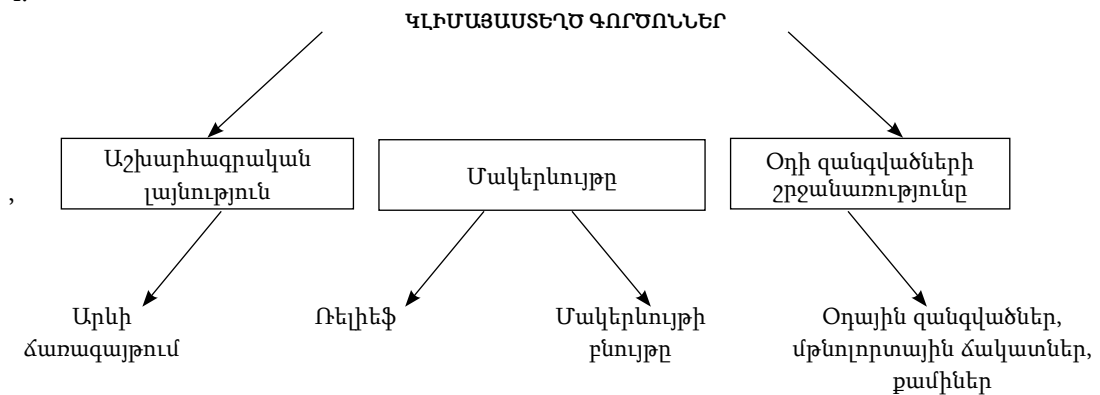 ԿԼԻՄԱՅԱՍՏԵՂԾ ԳՈՐԾՈՆՆԵՐ
Աշխարհագրական
լայնություն
Մակերևույթը
Օդի զանգվածների
շրջանառությունը
,
Արևի
ճառագայթում
Ռելիեֆ
Մակերևույթի
բնույթը
Օդային զանգվածներ,
մթնոլորտային ճակատներ,
քամիներ